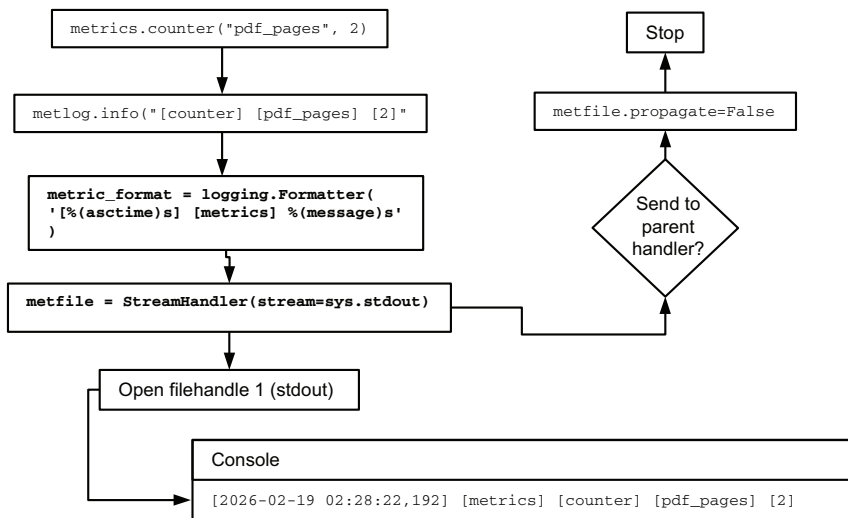 metrics.counter("pdf_pages", 2)
metlog.info("[counter] [pdf_pages] [2]"
metric_format = logging.Formatter(
'[%(asctime)s] [metrics] %(message)s'
)
metfile = StreamHandler(stream=sys.stdout)
Open filehandle 1 (stdout)
Console
[2026-02-19 02:28:22,192] [metrics] [counter] [pdf_pages] [2]
Stop
metfile.propagate=False
Send to
parent
handler?